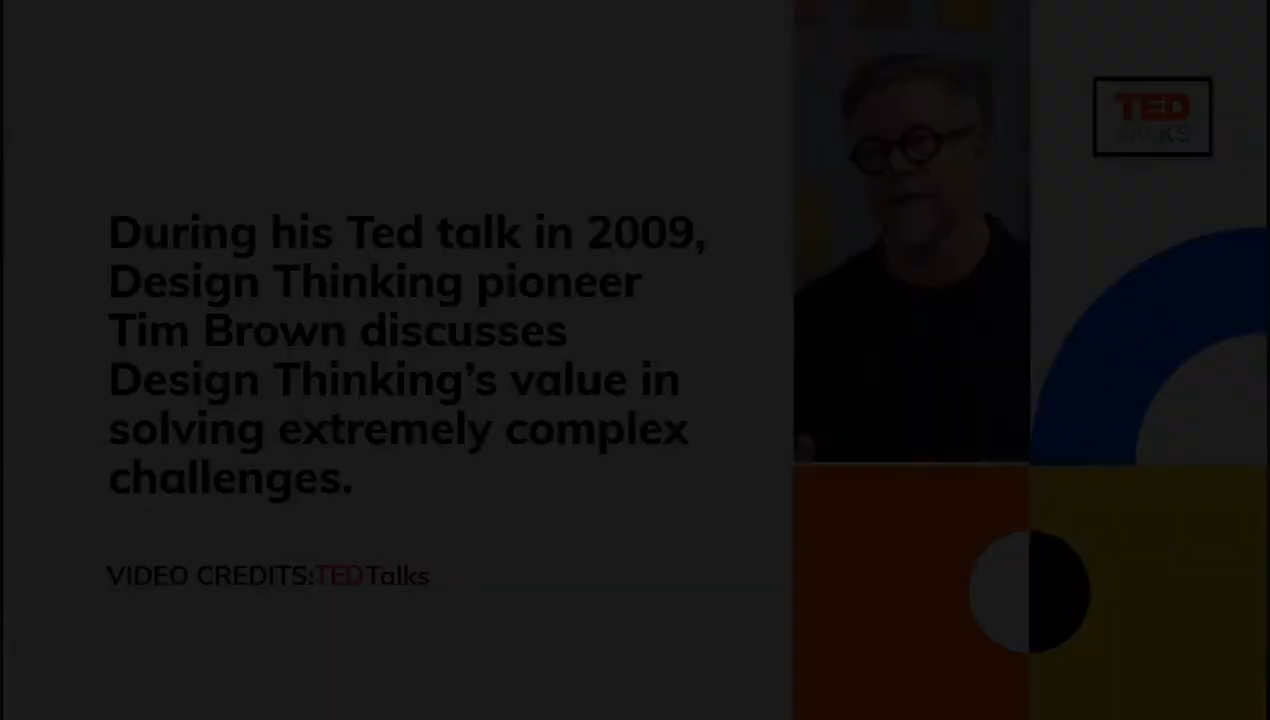 During his Ted talk in 2009,
Design Thinking pioneer
Tim Brown discusses
Design Thinking’s value in
solving extremely complex
challenges.
VIDEO CREDITS:TEDTalks
TED
TALKS